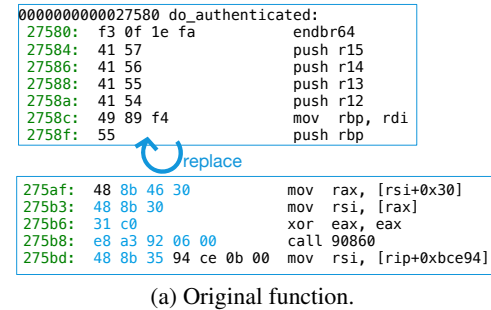 0000000000027580 do_authenticated:
27580: f3 0f 1e fa endbr64
27584: 41 57 push r15
27586: 41 56 push r14
27588: 41 55 push r13
2758a: 41 54 push r12
2758c: 49 89 f4 mov rbp, rdi
2758f: 55 push rbp
replace
275af: 48 8b 46 30 mov rax, [rsi+0x30]
275b3: 48 8b 30 mov rsi, [rax]
275b6: 31 c0 xor eax, eax
275b8: e8 a3 92 06 00 call 90860
275bd: 48 8b 35 94 ce 0b 00 mov rsi, [rip+0xbce94]
(a) Original function.